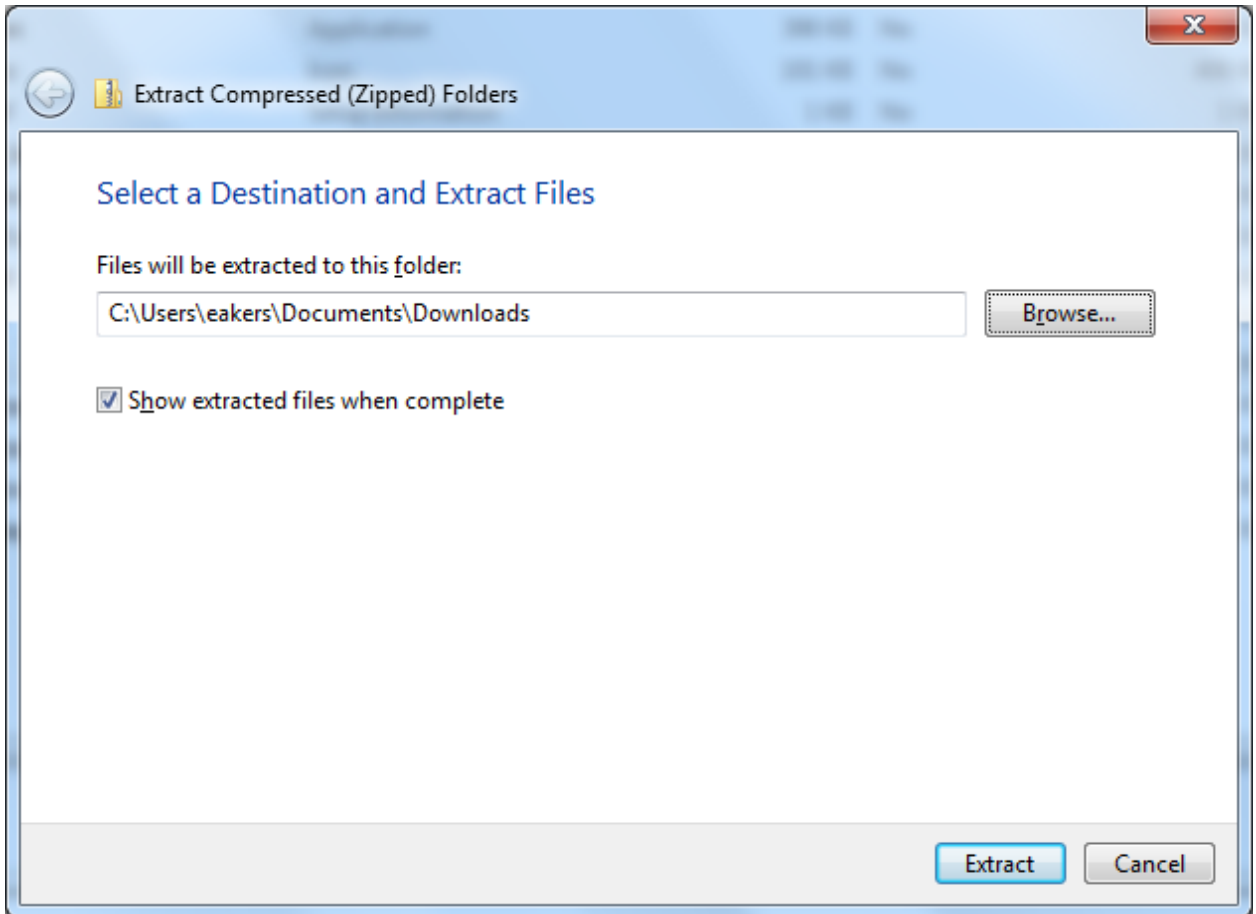 Extract Compressed (Zipped) Folders
Select a Destination and Extract Files
Files will be extracted to this folder:
C:\Users\eakers\Documents\Downloads
Browse...
Show extracted files when complete
Extract
Cancel